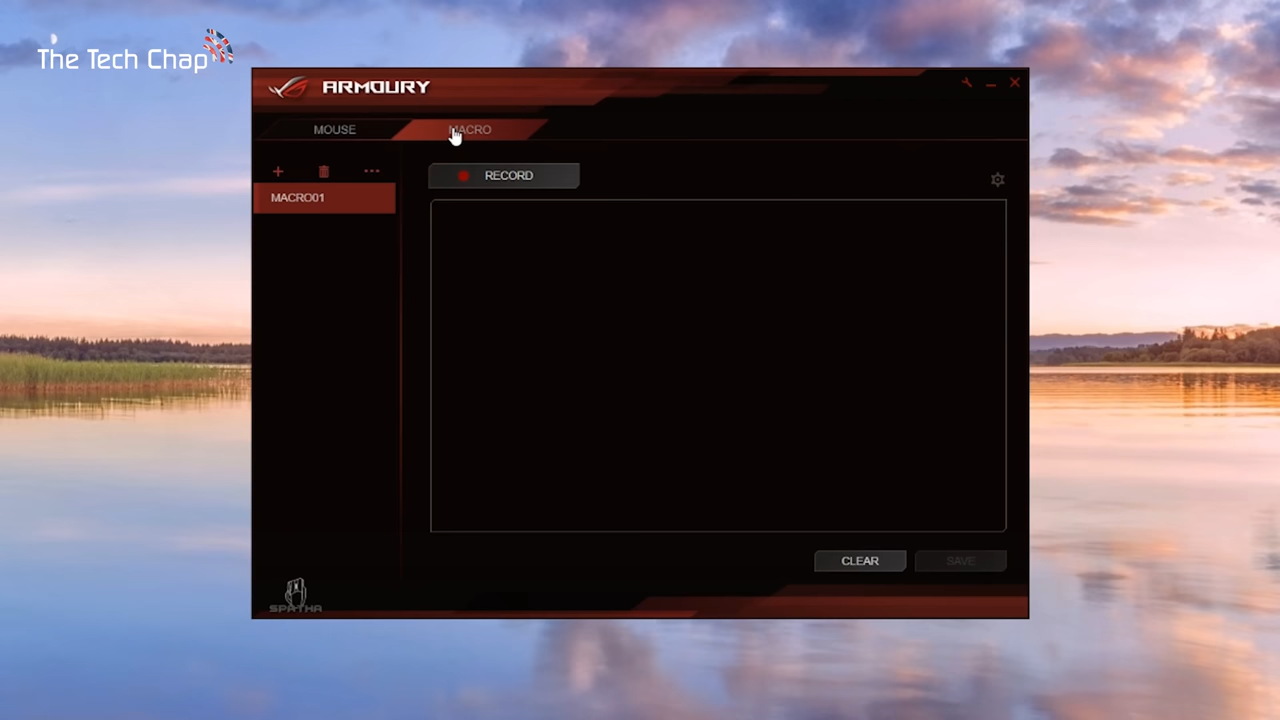 The Tech Chap
ARMOURY
MOUSE
MACRO
RECORD
MACRO01
CLEAR
SAVE
SPATHA